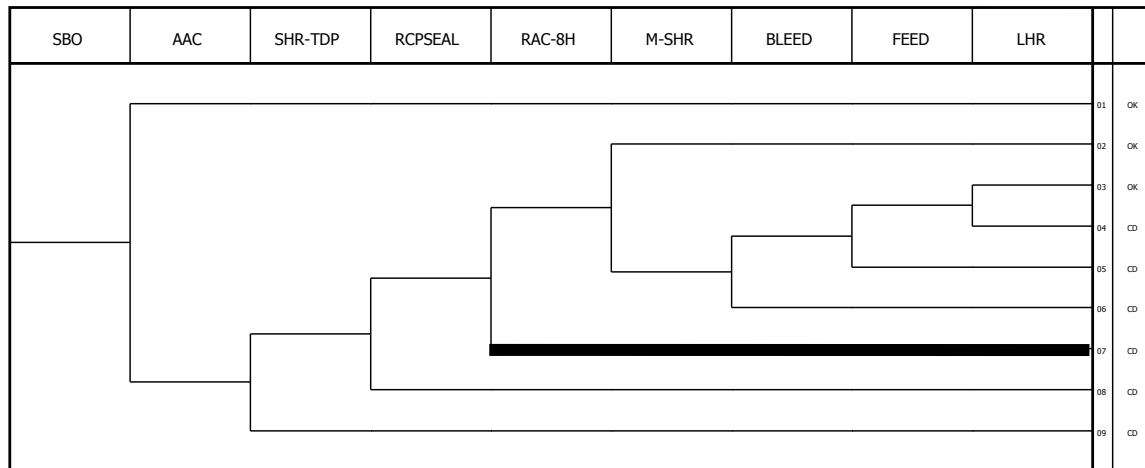 SBO AAC SHR-TDP RCPSEAL RAC-8H M-SHR BLEED FEED LHR
01 OK
02 OK
03 OK
04 CD
05 CD
06 CD
07 CD
08 CD
09 CD